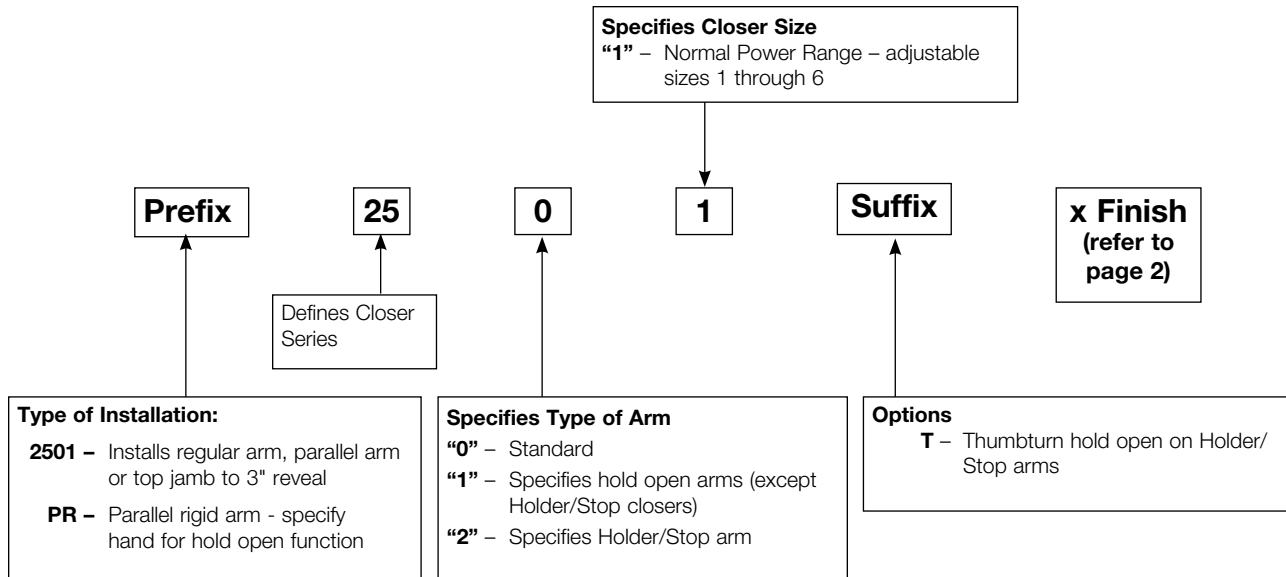 Specifies Closer Size
“1” – Normal Power Range – adjustable
sizes 1 through 6
Prefix
25
0
1
Suffix
x Finish
(refer to
page 2)
Defines Closer
Series
Type of Installation:
2501 – Installs regular arm, parallel arm
or top jamb to 3" reveal
PR – Parallel rigid arm - specify
hand for hold open function
Specifies Type of Arm
“0” – Standard
“1” – Specifies hold open arms (except
Holder/Stop closers)
“2” – Specifies Holder/Stop arm
Options
T – Thumbturn hold open on Holder/
Stop arms